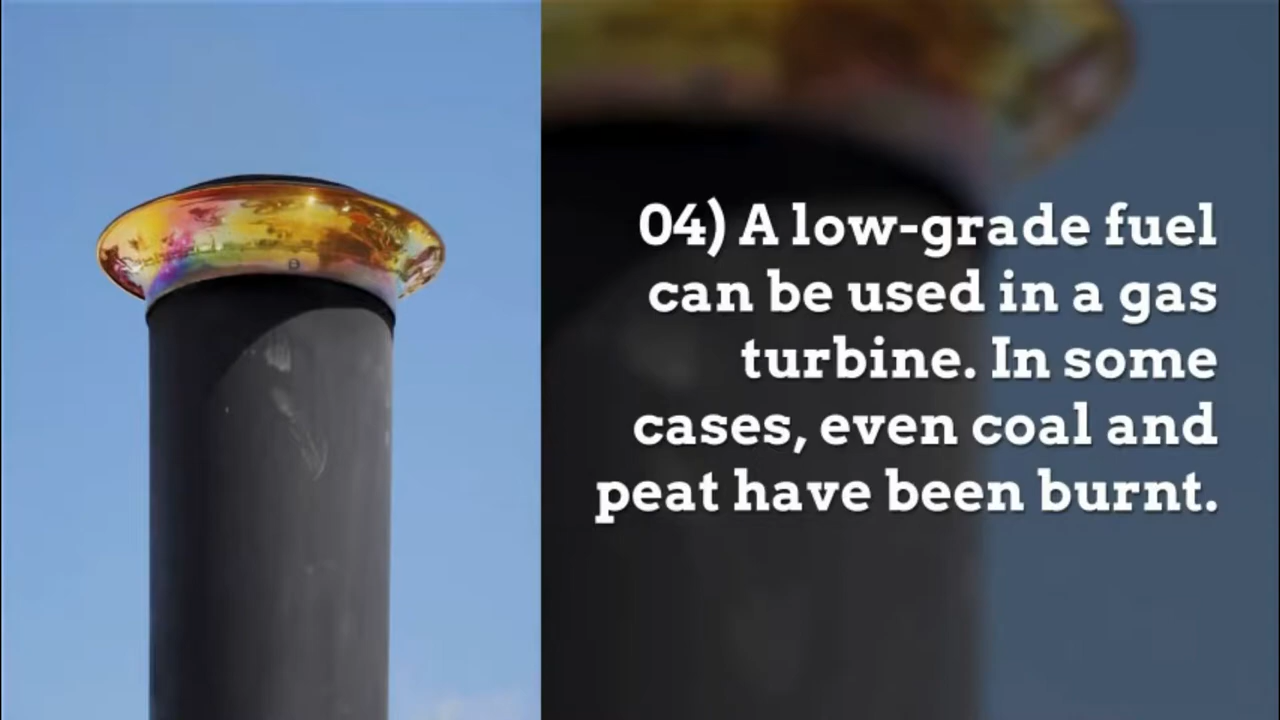 04) A low-grade fuel
can be used in a gas
turbine. In some
cases, even coal and
peat have been burnt.